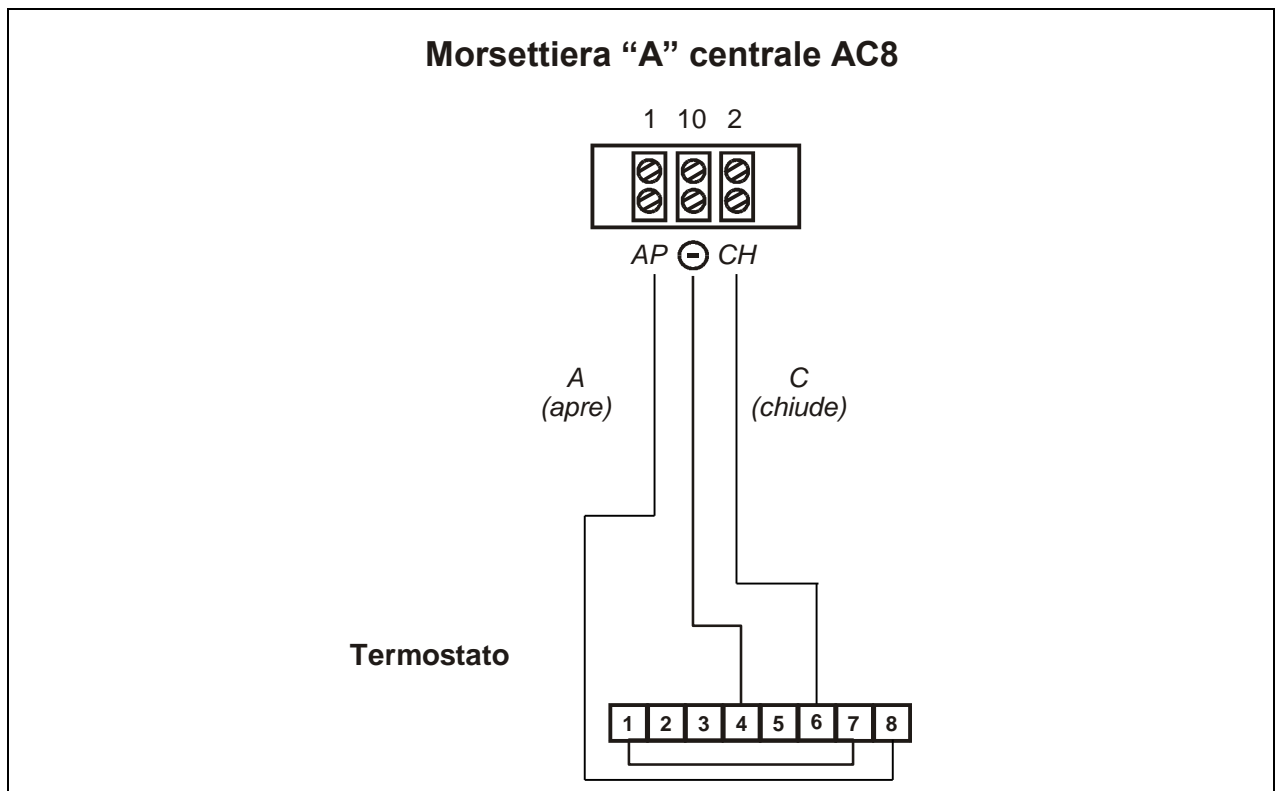 Morsettiera “A” centrale AC8
1 10 2
AP - CH
A
(apre)
C
(chiude)
Termostato
1 2 3 4 5 6 7 8